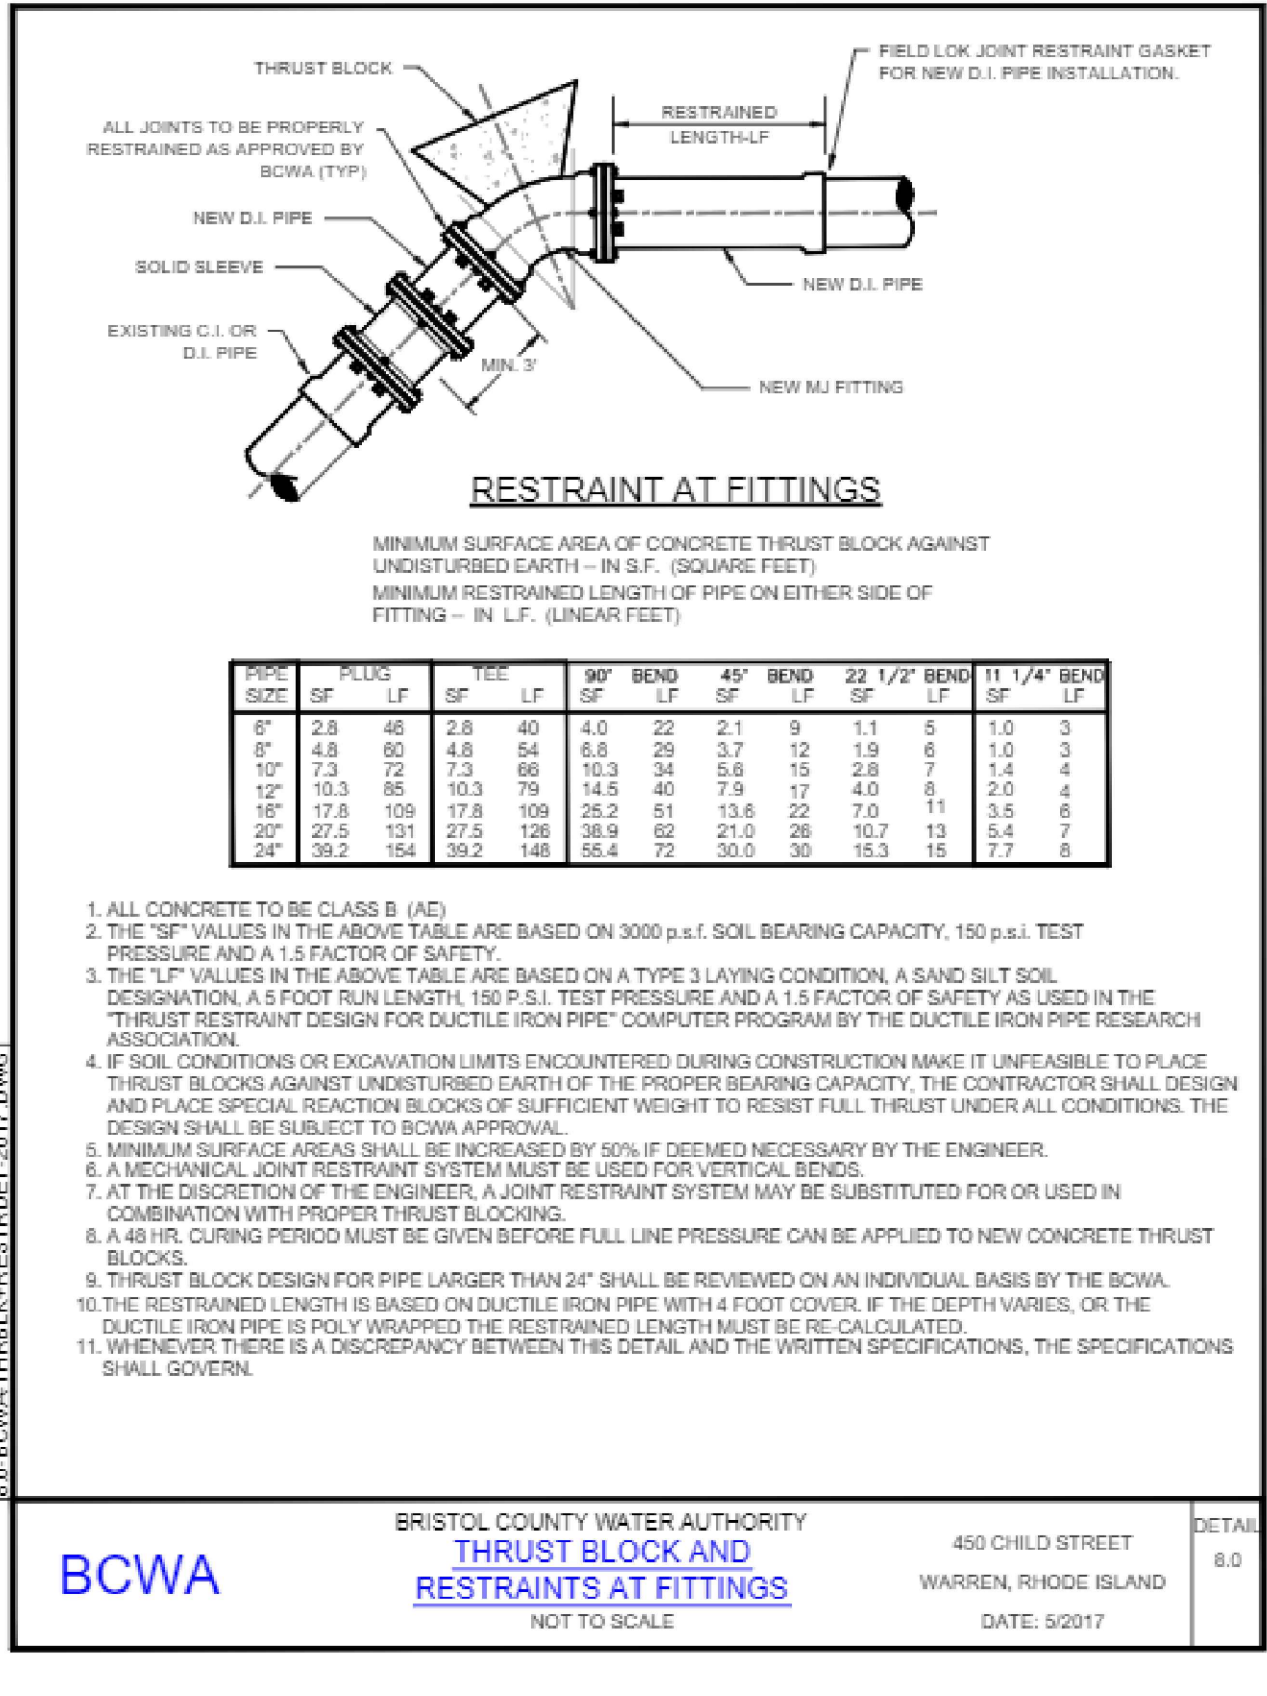 THRUST BLOCK
FIELD LOK JOINT RESTRAINT GASKET
FOR NEW D.I. PIPE INSTALLATION.
RESTRAINED
LENGTH-LF
ALL JOINTS TO BE PROPERLY
RESTRAINED AS APPROVED BY
BCWA (TYP)
NEW D.I. PIPE
SOLID SLEEVE
NEW D.I. PIPE
EXISTING C.I. OR
D.I. PIPE
MIN. 3'
NEW MJ FITTING
RESTRAINT AT FITTINGS
MINIMUM SURFACE AREA OF CONCRETE THRUST BLOCK AGAINST
UNDISTURBED EARTH – IN S.F. (SQUARE FEET)
MINIMUM RESTRAINED LENGTH OF PIPE ON EITHER SIDE OF
FITTING – IN L.F. (LINEAR FEET)
PIPE PLUG TEE 90° BEND 45° BEND 22 1/2° BEND 11 1/4° BEND
SIZE SF LF SF LF SF LF SF LF SF LF SF LF
6" 2.8 46 2.8 40 4.0 22 2.1 9 1.1 5 1.0 3
8" 4.8 60 4.8 54 6.8 29 3.7 12 1.9 6 1.0 3
10" 7.3 72 7.3 66 10.3 34 5.6 15 2.8 7 1.4 4
12" 10.3 85 10.3 79 14.5 40 7.9 17 4.0 8 2.0 4
16" 17.8 109 17.8 109 25.2 51 13.6 22 7.0 11 3.5 6
20" 27.5 131 27.5 126 38.9 62 21.0 26 10.7 13 5.4 7
24" 39.2 154 39.2 148 55.4 72 30.0 30 15.3 15 7.7 8
1. ALL CONCRETE TO BE CLASS B (AE)
2. THE "SF" VALUES IN THE ABOVE TABLE ARE BASED ON 3000 p.s.f. SOIL BEARING CAPACITY, 150 p.s.i. TEST
PRESSURE AND A 1.5 FACTOR OF SAFETY.
3. THE "LF" VALUES IN THE ABOVE TABLE ARE BASED ON A TYPE 3 LAYING CONDITION, A SAND SILT SOIL
DESIGNATION, A 5 FOOT RUN LENGTH, 150 P.S.I. TEST PRESSURE AND A 1.5 FACTOR OF SAFETY AS USED IN THE
"THRUST RESTRAINT DESIGN FOR DUCTILE IRON PIPE" COMPUTER PROGRAM BY THE DUCTILE IRON PIPE RESEARCH
ASSOCIATION.
4. IF SOIL CONDITIONS OR EXCAVATION LIMITS ENCOUNTERED DURING CONSTRUCTION MAKE IT UNFEASIBLE TO PLACE
THRUST BLOCKS AGAINST UNDISTURBED EARTH OF THE PROPER BEARING CAPACITY, THE CONTRACTOR SHALL DESIGN
AND PLACE SPECIAL REACTION BLOCKS OF SUFFICIENT WEIGHT TO RESIST FULL THRUST UNDER ALL CONDITIONS. THE
DESIGN SHALL BE SUBJECT TO BCWA APPROVAL.
5. MINIMUM SURFACE AREAS SHALL BE INCREASED BY 50% IF DEEMED NECESSARY BY THE ENGINEER.
6. A MECHANICAL JOINT RESTRAINT SYSTEM MUST BE USED FOR VERTICAL BENDS.
7. AT THE DISCRETION OF THE ENGINEER, A JOINT RESTRAINT SYSTEM MAY BE SUBSTITUTED FOR OR USED IN
COMBINATION WITH PROPER THRUST BLOCKING.
8. A 48 HR. CURING PERIOD MUST BE GIVEN BEFORE FULL LINE PRESSURE CAN BE APPLIED TO NEW CONCRETE THRUST
BLOCKS.
9. THRUST BLOCK DESIGN FOR PIPE LARGER THAN 24" SHALL BE REVIEWED ON AN INDIVIDUAL BASIS BY THE BCWA.
10.THE RESTRAINED LENGTH IS BASED ON DUCTILE IRON PIPE WITH 4 FOOT COVER. IF THE DEPTH VARIES, OR THE
DUCTILE IRON PIPE IS POLY WRAPPED THE RESTRAINED LENGTH MUST BE RE-CALCULATED.
11. WHENEVER THERE IS A DISCREPANCY BETWEEN THIS DETAIL AND THE WRITTEN SPECIFICATIONS, THE SPECIFICATIONS
SHALL GOVERN.
BCWA
BRISTOL COUNTY WATER AUTHORITY
THRUST BLOCK AND
RESTRAINTS AT FITTINGS
NOT TO SCALE
450 CHILD STREET
WARREN, RHODE ISLAND
DATE: 5/2017
DETAIL
8.0